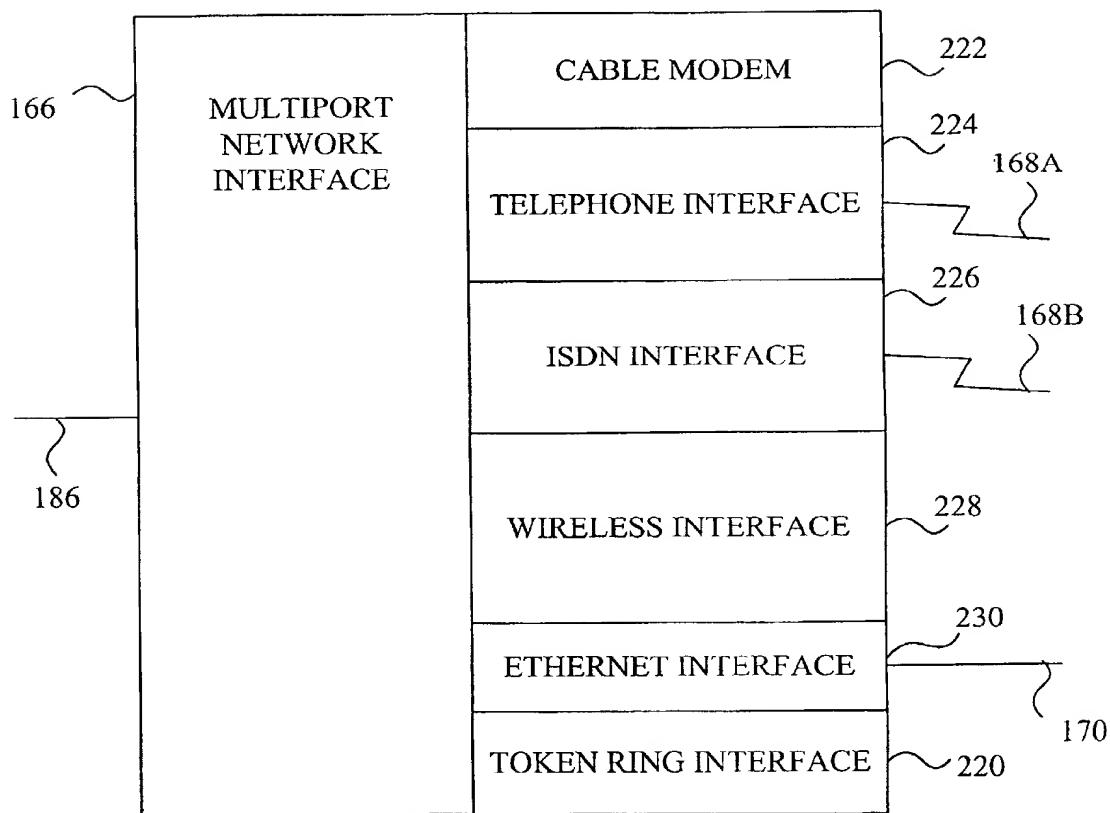 CABLE MODEM
222
166
MULTIPORT
NETWORK
INTERFACE
224
168A
TELEPHONE INTERFACE
226
168B
ISDN INTERFACE
186
WIRELESS INTERFACE
228
230
ETHERNET INTERFACE
170
TOKEN RING INTERFACE
220